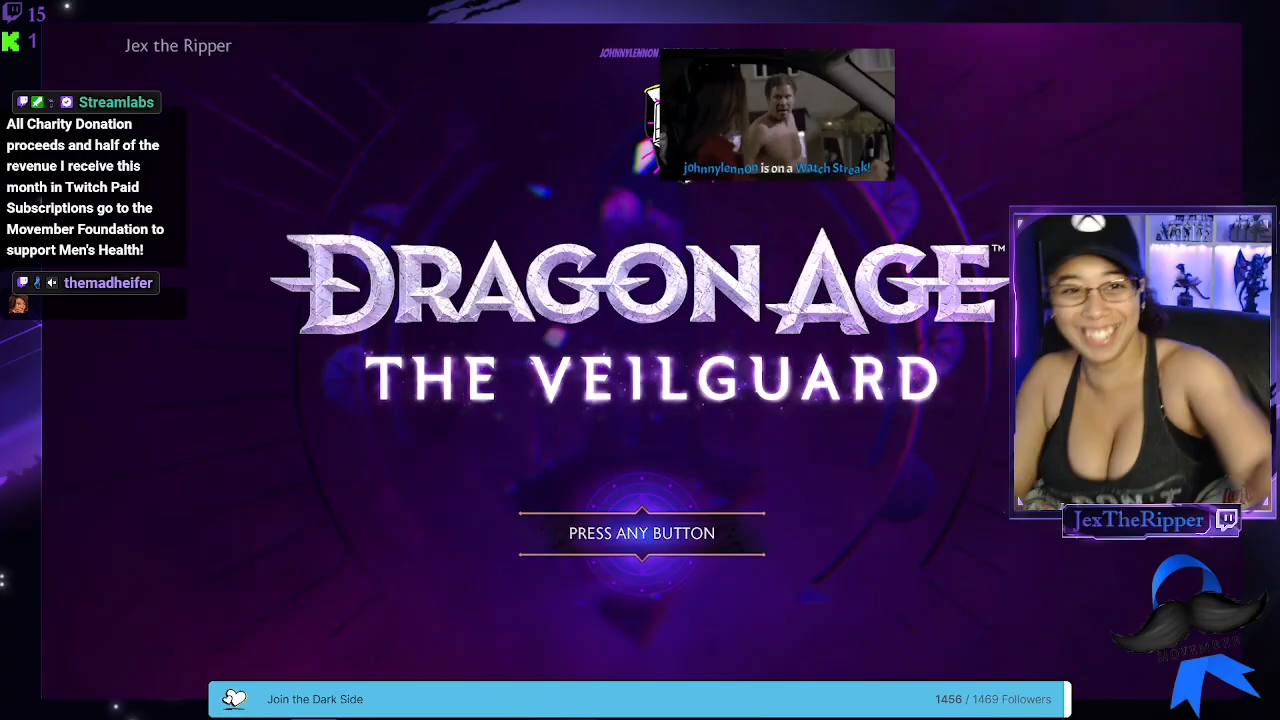 15
1
Jex the Ripper
JOHNNYLENNON
Streamlabs
All Charity Donation
proceeds and half of the
revenue I receive this
month in Twitch Paid
Subscriptions go to the
Movember Foundation to
support Men's Health!
themadheifer
johnnylennon is on a Watch Streak!
DRAGON AGE™
THE VEILGUARD
PRESS ANY BUTTON
JexTheRipper
MOVEMBER
Join the Dark Side
1456 / 1469 Followers